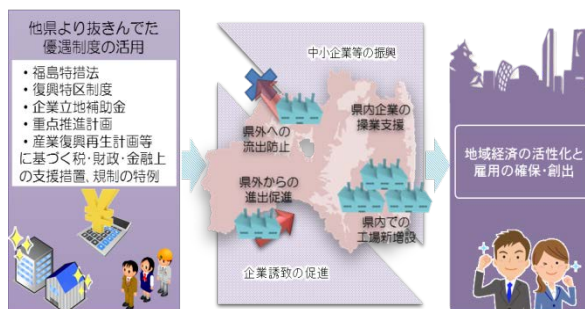 他県より抜きんでた
優遇制度の活用
・福島特措法
・復興特区制度
・企業立地補助金
・重点推進計画
・産業復興再生計画等
に基づく税・財政・金融上
の支援措置、規制の特例
中小企業等の振興
県外への
流出防止
県内企業の
操業支援
県外からの
進出促進
県内での
工場新増設
企業誘致の促進
地域経済の活性化と
雇用の確保・創出